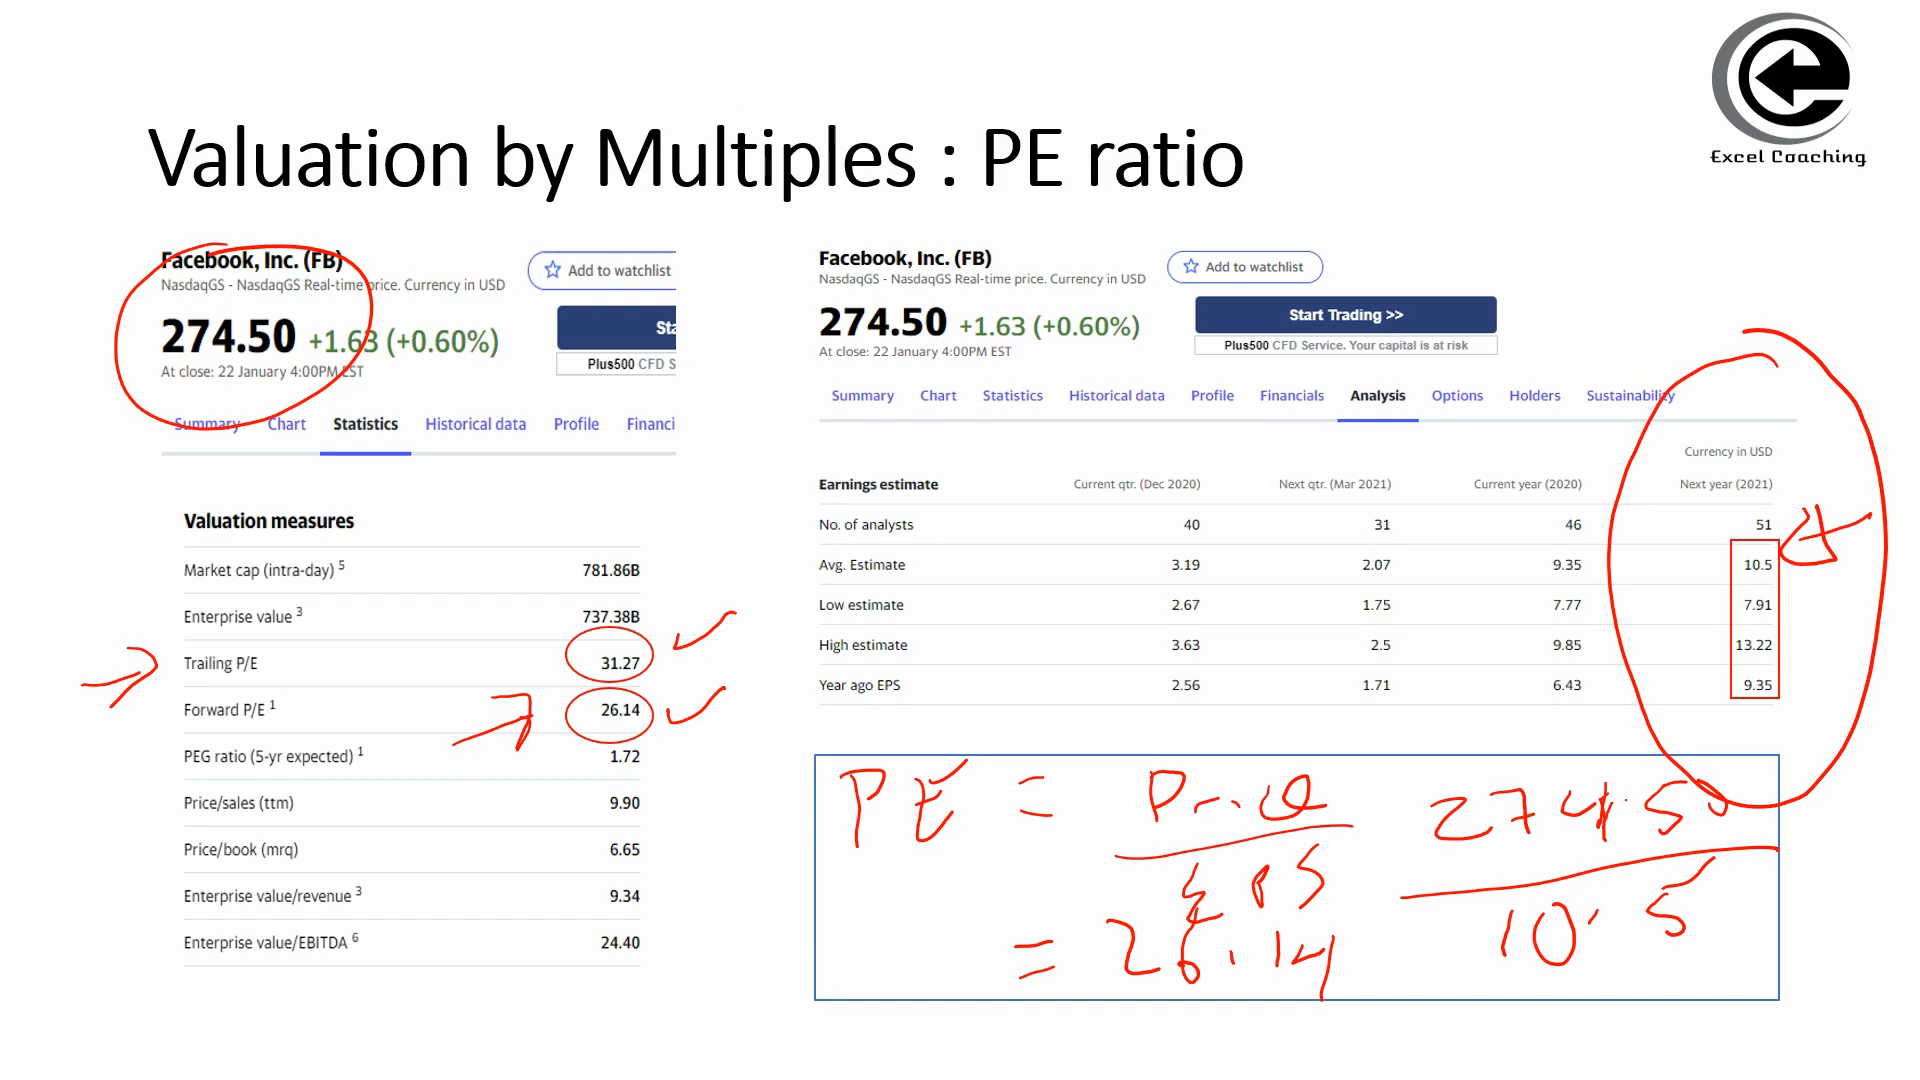 Excel Coaching
Valuation by Multiples : PE ratio
Facebook, Inc. (FB)
NasdaqGS - NasdaqGS Real-time price. Currency in USD
Add to watchlist
274.50 +1.63 (+0.60%)
At close: 22 January 4:00PM EST
Sta
Plus500 CFD S
Summary Chart Statistics Historical data Profile Financi
Valuation measures
Market cap (intra-day) 5 781.86B
Enterprise value 3 737.38B
Trailing P/E 31.27
Forward P/E 1 26.14
PEG ratio (5-yr expected) 1 1.72
Price/sales (ttm) 9.90
Price/book (mrq) 6.65
Enterprise value/revenue 3 9.34
Enterprise value/EBITDA 6 24.40
Facebook, Inc. (FB)
NasdaqGS - NasdaqGS Real-time price. Currency in USD
Add to watchlist
274.50 +1.63 (+0.60%)
At close: 22 January 4:00PM EST
Start Trading >>
Plus500 CFD Service. Your capital is at risk
Summary Chart Statistics Historical data Profile Financials Analysis Options Holders Sustainability
Currency in USD
Earnings estimate Current qtr. (Dec 2020) Next qtr. (Mar 2021) Current year (2020) Next year (2021)
No. of analysts 40 31 46 51
Avg. Estimate 3.19 2.07 9.35 10.5
Low estimate 2.67 1.75 7.77 7.91
High estimate 3.63 2.5 9.85 13.22
Year ago EPS 2.56 1.71 6.43 9.35
PE = Price 274.50
EPS 10.5
= 26.14